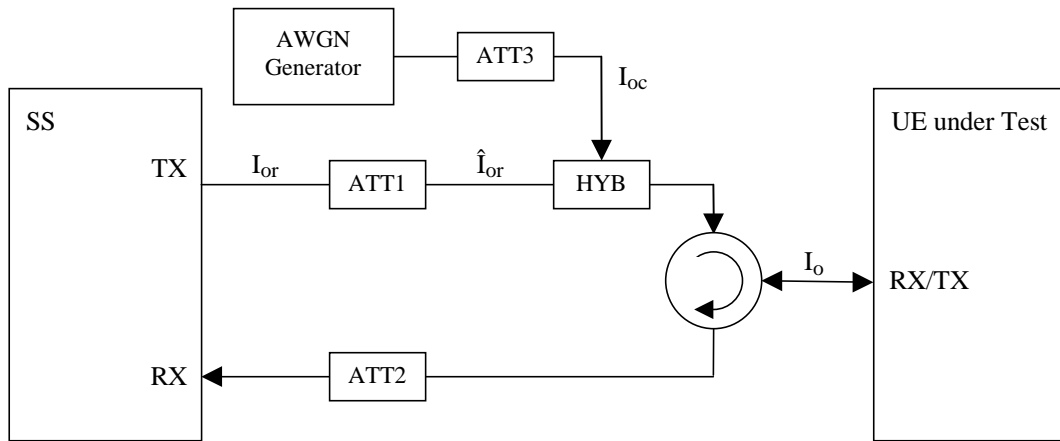 AWGN
Generator
ATT3
I_oc
SS
UE under Test
TX
I_or
ATT1
Î_or
HYB
I_o
RX/TX
RX
ATT2